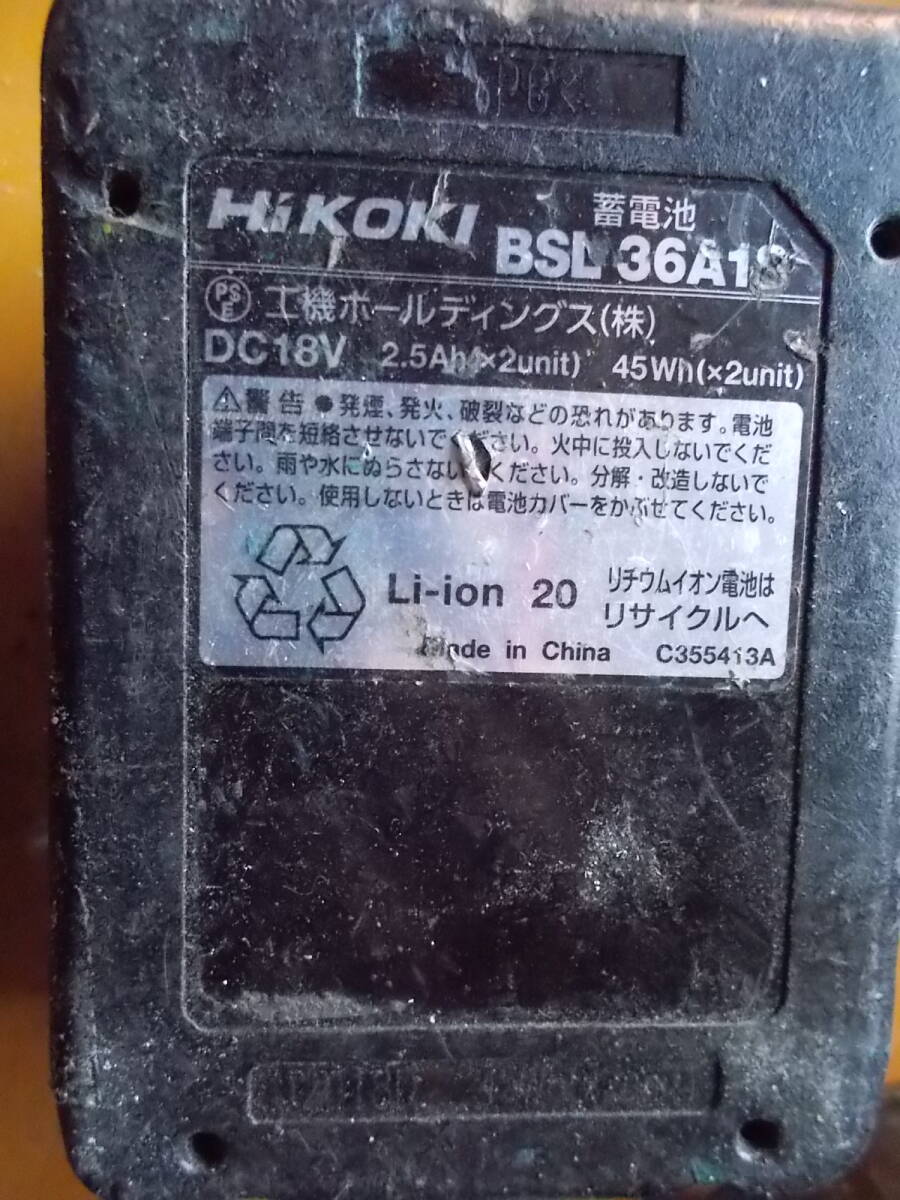 HiKOKI
蓄電池
BSL 36A18
PSE 工機ホールディングス(株)
DC18V 2.5Ah(×2unit) 45Wh(×2unit)
⚠警告 ●発煙、発火、破裂などの恐れがあります。電池
端子間を短絡させないでください。火中に投入しないでくだ
さい。雨や水にぬらさないでください。分解・改造しないで
ください。使用しないときは電池カバーをかぶせてください。
Li-ion 20 リチウムイオン電池は
リサイクルへ
Made in China C355413A